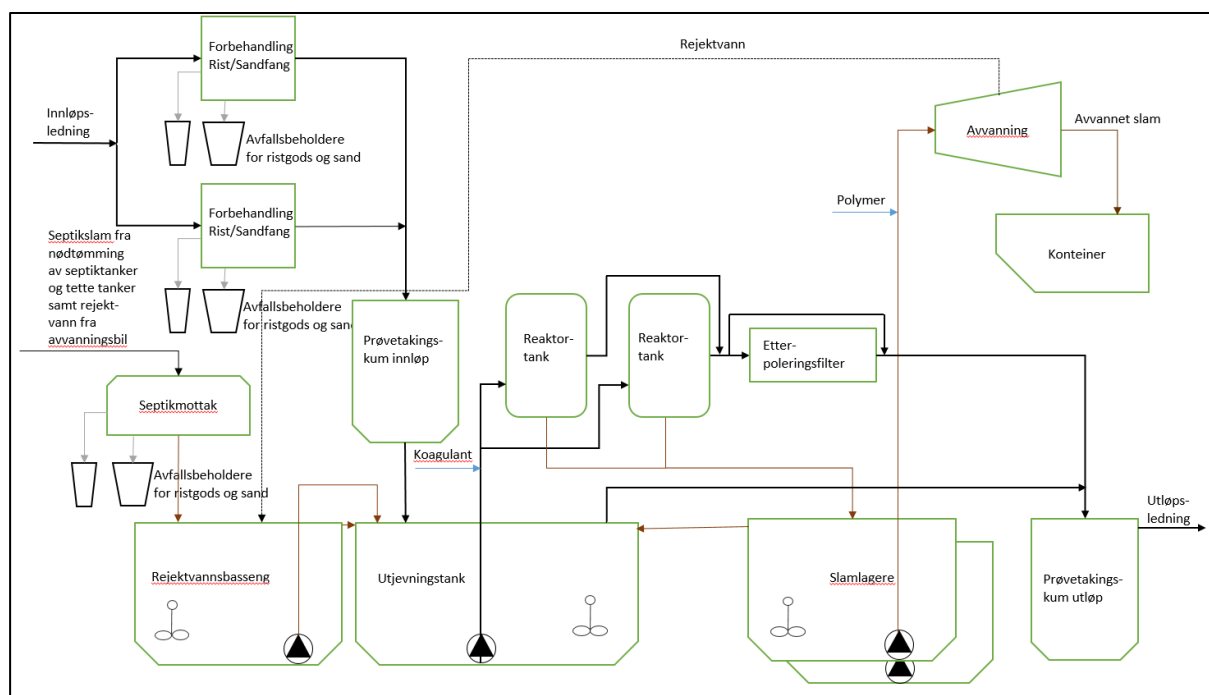 Forbehandling
Rist/Sandfang
Rejektvann
Innløps-
ledning
Avfallsbeholdere
for ristgods og sand
Avvanning
Avvannet slam
Forbehandling
Rist/Sandfang
Polymer
Septikslam fra
nødtømming
av septiktanker
og tette tanker
samt rejekt-
vann fra
avvanningsbil
Konteiner
Avfallsbeholdere
for ristgods og sand
Prøvetakings-
kum innløp
Reaktor-
tank
Reaktor-
tank
Etter-
poleringsfilter
Septikmottak
Koagulant
Avfallsbeholdere
for ristgods og sand
Utløps-
ledning
Rejektvannsbasseng
Utjevningstank
Slamlagere
Prøvetakings-
kum utløp